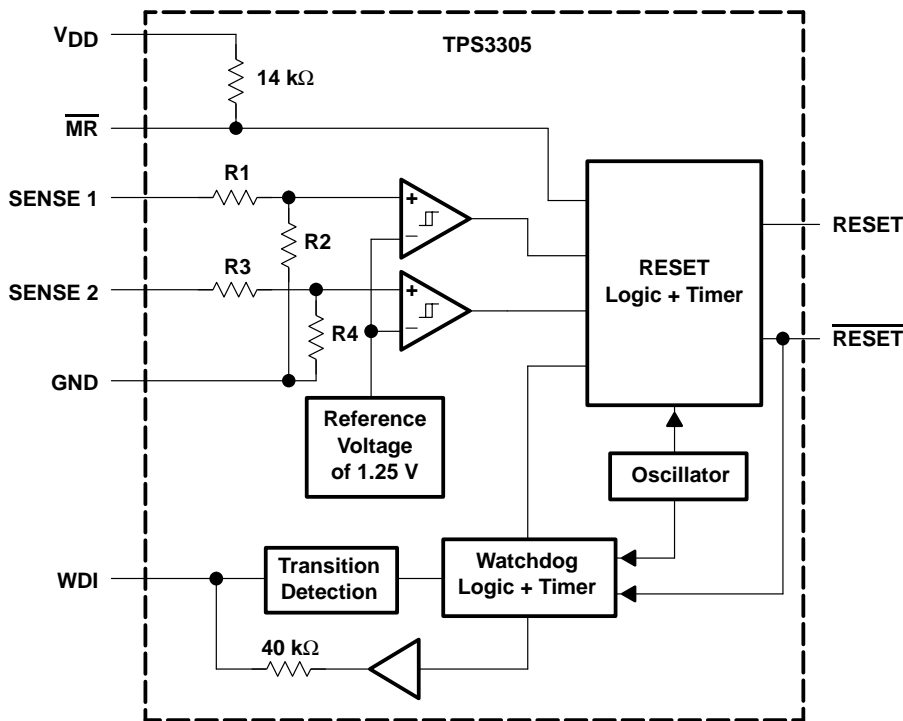 TPS3305
VDD
14 kΩ
MR
SENSE 1
R1
R2
SENSE 2
R3
R4
GND
+
–
+
–
Reference
Voltage
of 1.25 V
RESET
Logic + Timer
RESET
RESET
Oscillator
WDI
Transition
Detection
Watchdog
Logic + Timer
40 kΩ